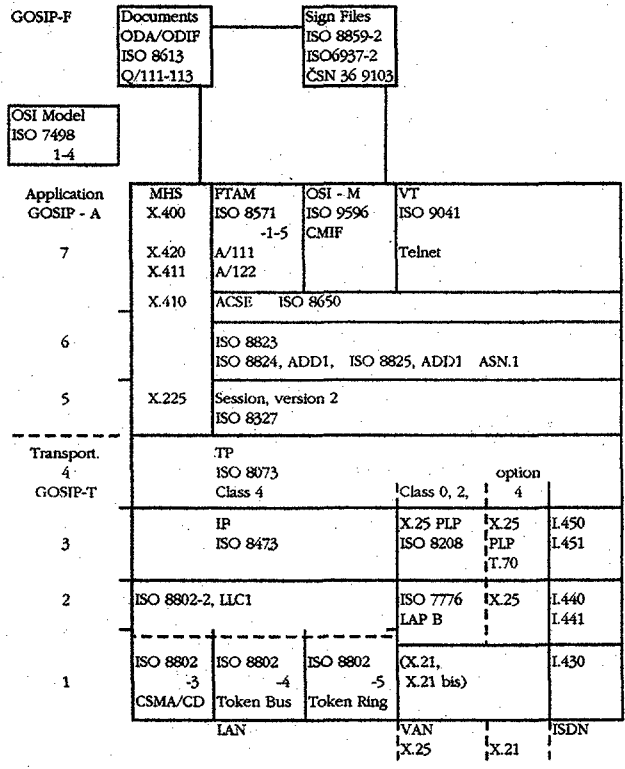 GOSIP-F
Documents
ODA/ODIF
ISO 8613
Q/111-113
Sign Files
ISO 8859-2
ISO6937-2
ČSN 36 9103
OSI Model
ISO 7498
1-4
Application
GOSIP - A
7
MHS
X.400
X.420
X.411
X.410
FTAM
ISO 8571
-1-5
A/111
A/122
OSI - M
ISO 9596
CMIF
VT
ISO 9041
Telnet
ACSE ISO 8650
6
ISO 8823
ISO 8824, ADD1, ISO 8825, ADD1 ASN.1
5
X.225
Session, version 2
ISO 8327
Transport.
4
GOSIP-T
TP
ISO 8073
Class 4
Class 0, 2,
option
4
3
IP
ISO 8473
X.25 PLP
ISO 8208
X.25
PLP
T.70
I.450
I.451
2
ISO 8802-2, LLC1
ISO 7776
LAP B
X.25
I.440
I.441
1
ISO 8802
-3
CSMA/CD
ISO 8802
-4
Token Bus
ISO 8802
-5
Token Ring
(X.21,
X.21 bis)
I.430
LAN
VAN
X.25
X.21
ISDN